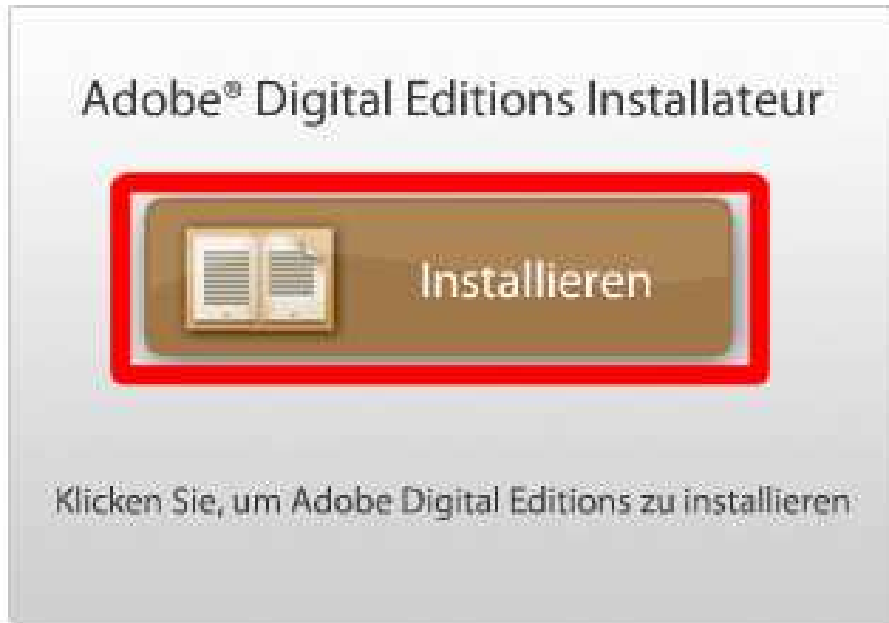 Adobe® Digital Editions Installateur
Installieren
Klicken Sie, um Adobe Digital Editions zu installieren